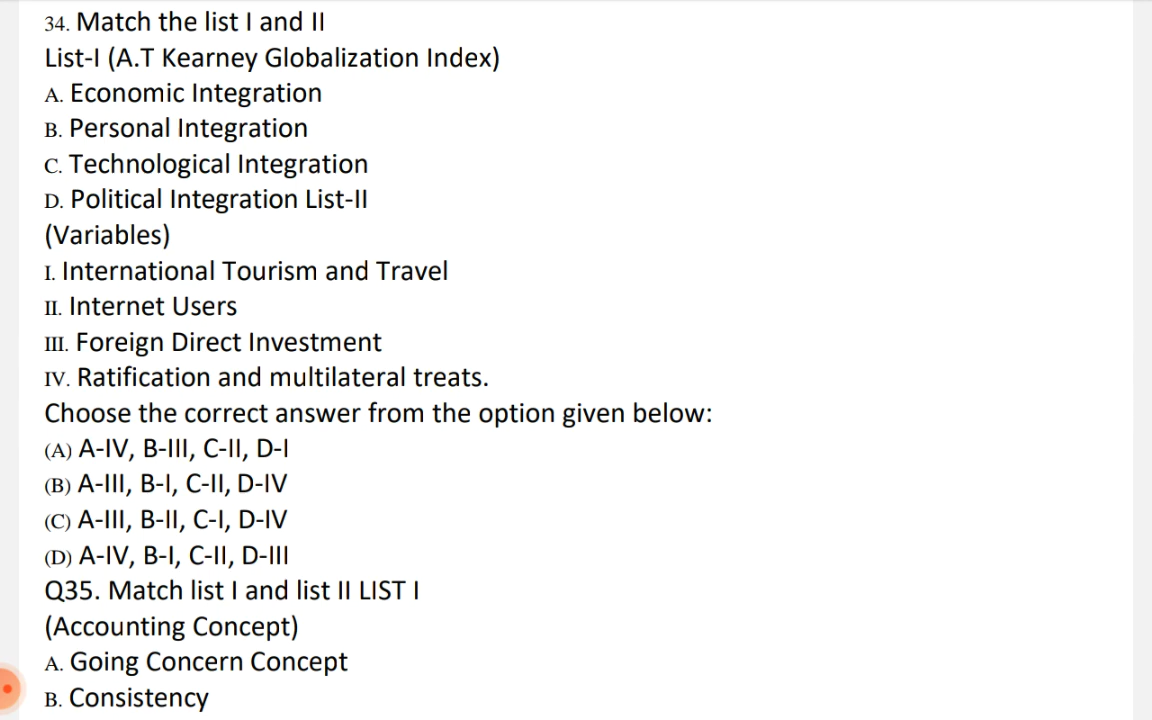 34. Match the list I and II
List-I (A.T Kearney Globalization Index)
A. Economic Integration
B. Personal Integration
C. Technological Integration
D. Political Integration List-II
(Variables)
I. International Tourism and Travel
II. Internet Users
III. Foreign Direct Investment
IV. Ratification and multilateral treats.
Choose the correct answer from the option given below:
(A) A-IV, B-III, C-II, D-I
(B) A-III, B-I, C-II, D-IV
(C) A-III, B-II, C-I, D-IV
(D) A-IV, B-I, C-II, D-III
Q35. Match list I and list II LIST I
(Accounting Concept)
A. Going Concern Concept
B. Consistency